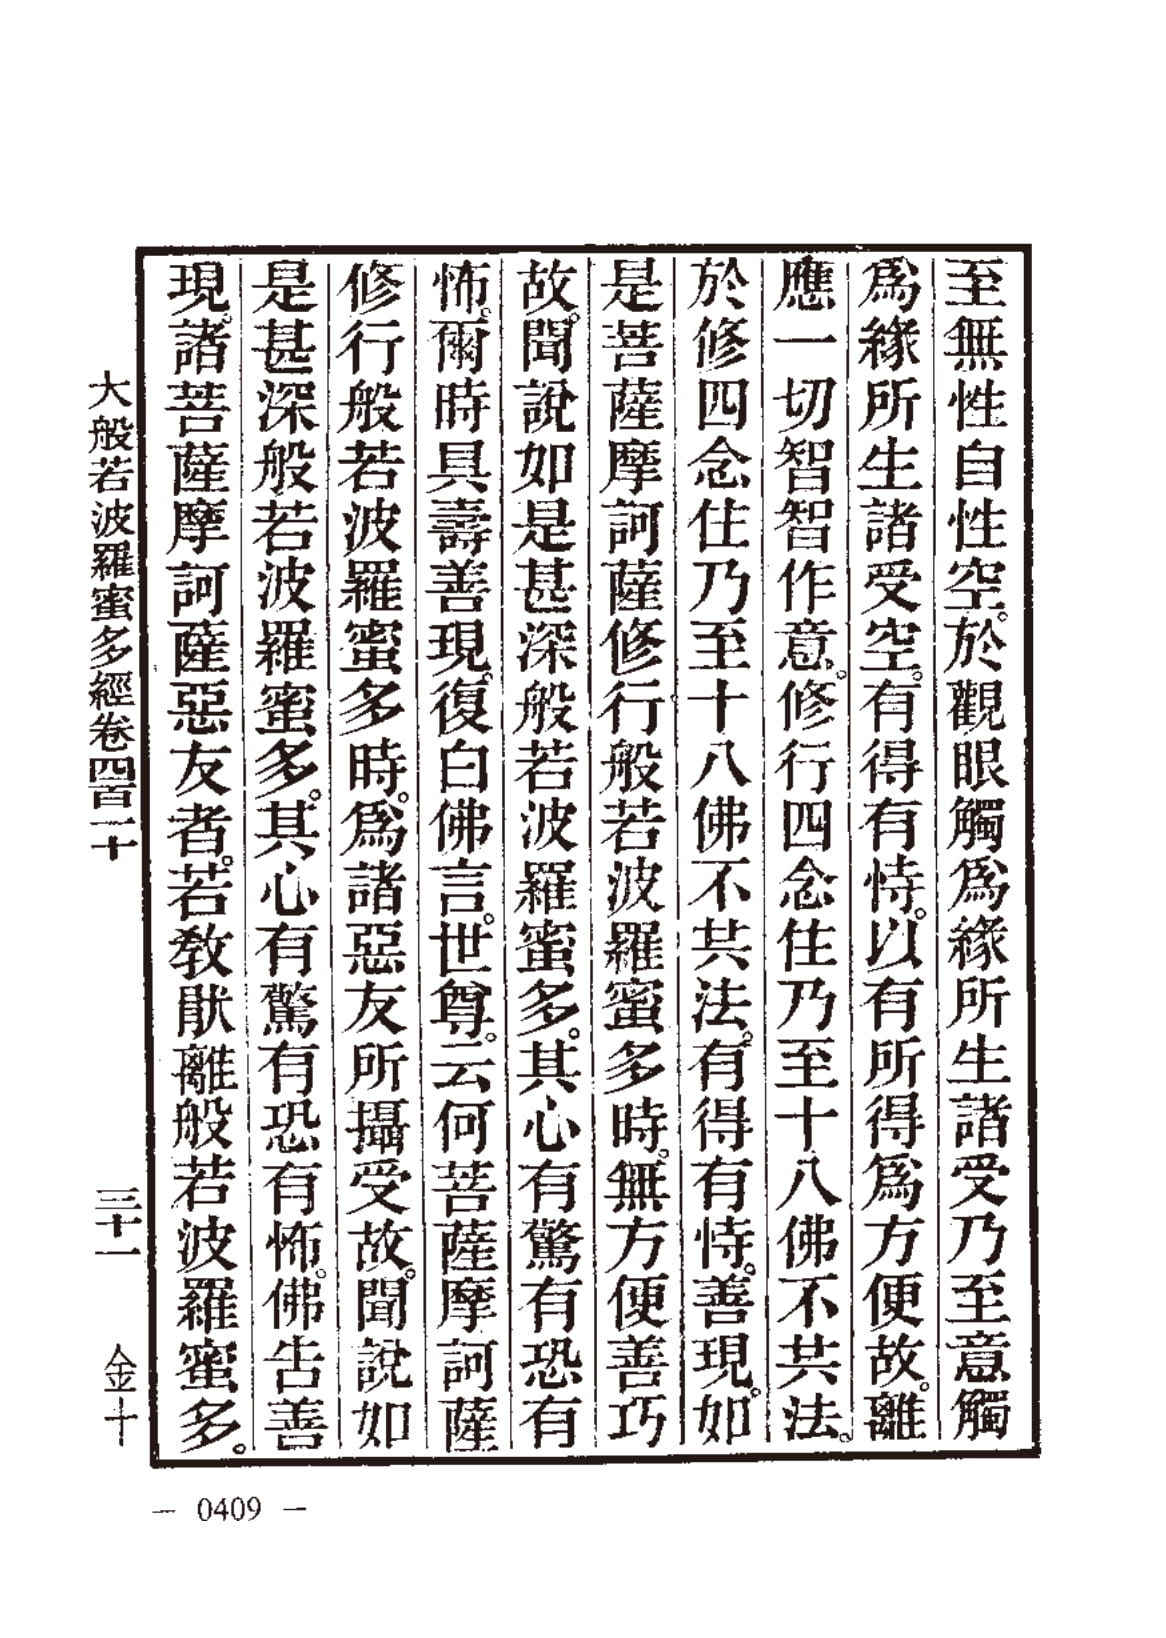 至無性自性空。於觀眼觸爲緣所生諸受乃至意觸
爲緣所生諸受空。有得有恃。以有所得爲方便故。離
應一切智智作意。修行四念住乃至十八佛不共法。
於修四念住乃至十八佛不共法。有得有恃。善現。如
是菩薩摩訶薩修行般若波羅蜜多時。無方便善巧
故。聞說如是甚深般若波羅蜜多。其心有驚有恐有
怖。爾時具壽善現。復白佛言。世尊。云何菩薩摩訶薩
修行般若波羅蜜多時。爲諸惡友所攝受故。聞說如
是甚深般若波羅蜜多。其心有驚有恐有怖。佛告善
現。諸菩薩摩訶薩惡友者。若教猒離般若波羅蜜多。
大般若波羅蜜多經卷四百一十 三十一 金十
— 0409 —